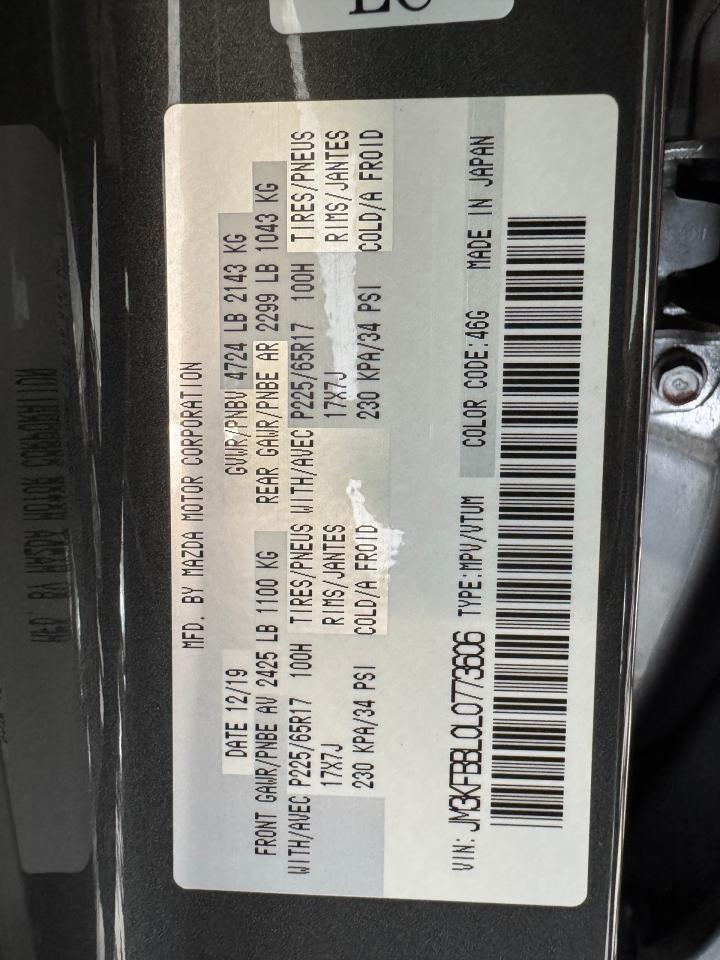 MFD. BY MAZDA MOTOR CORPORATION
DATE 12/19 GVWR/PNBV 4724 LB 2143 KG
FRONT GAWR/PNBE AV 2425 LB 1100 KG REAR GAWR/PNBE AR 2299 LB 1043 KG
WITH/AVEC P225/65R17 100H TIRES/PNEUS WITH/AVEC P225/65R17 100H TIRES/PNEUS
17X7J RIMS/JANTES 17X7J RIMS/JANTES
230 KPA/34 PSI COLD/A FROID 230 KPA/34 PSI COLD/A FROID
VIN: JM3KFBBL0L0773606 TYPE:MPV/VTUM COLOR CODE:46G MADE IN JAPAN